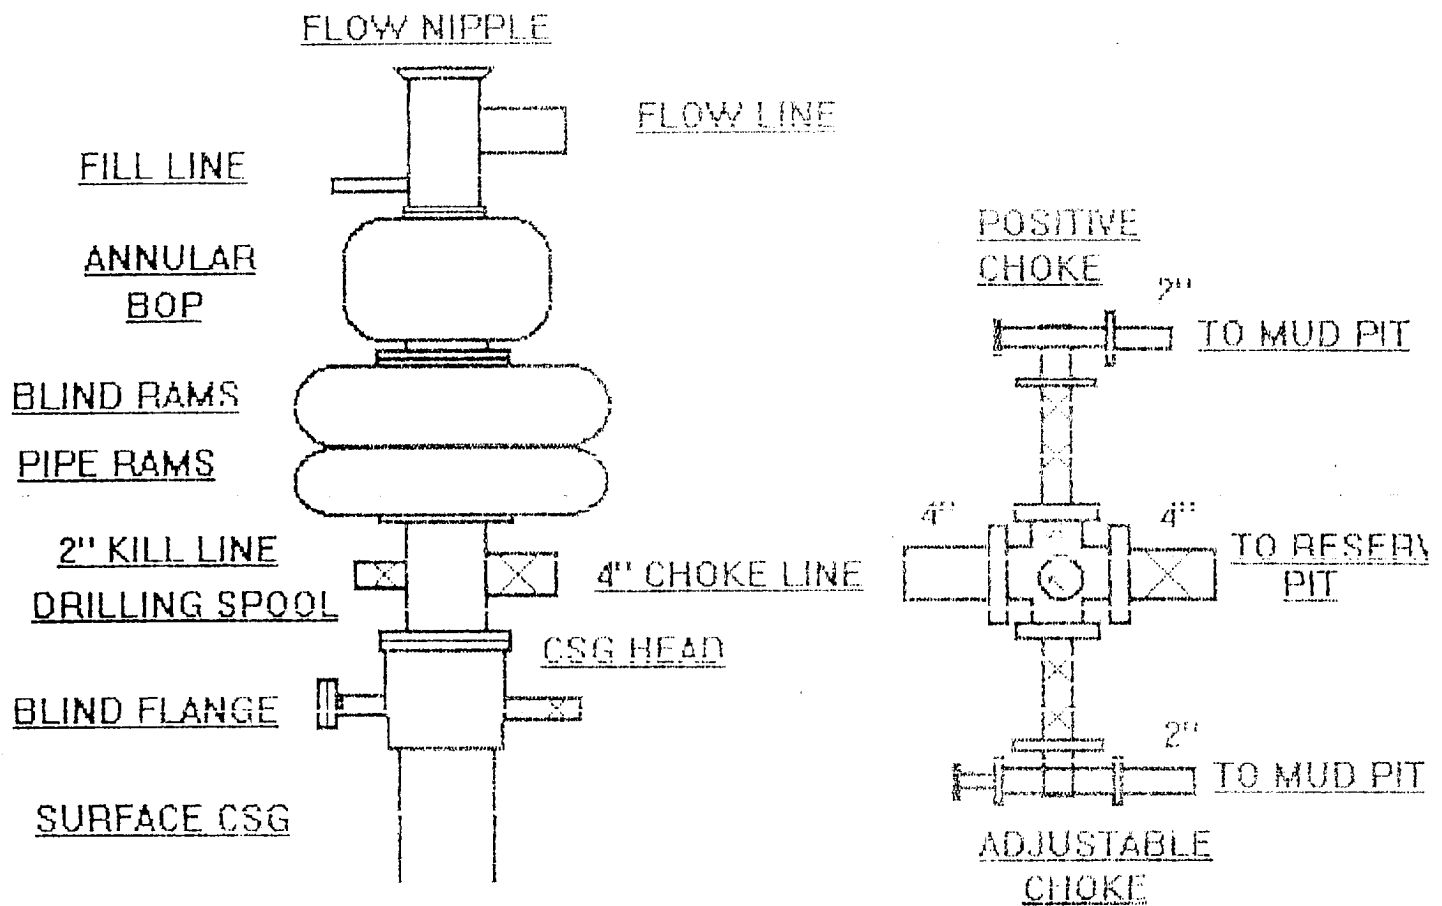 FLOW NIPPLE
FLOW LINE
FILL LINE
ANNULAR
BOP
BLIND RAMS
PIPE RAMS
2" KILL LINE
DRILLING SPOOL
4" CHOKE LINE
CSG HEAD
BLIND FLANGE
SURFACE CSG
POSITIVE
CHOKE
2"
TO MUD PIT
4"
4"
TO RESERV
PIT
2"
TO MUD PIT
ADJUSTABLE
CHOKE